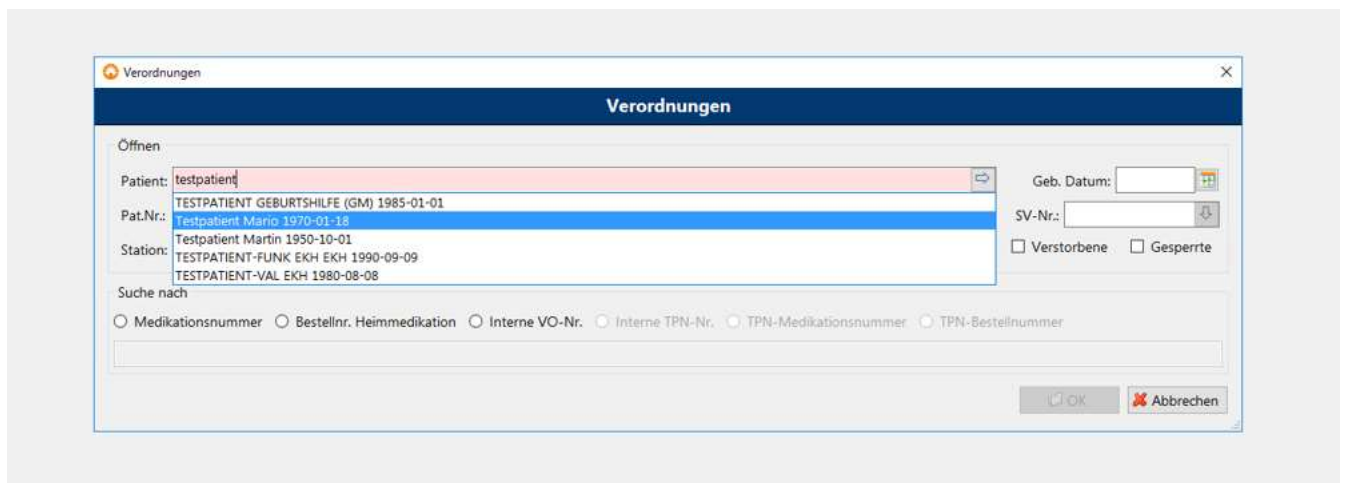 Verordnungen
Verordnungen
Öffnen
Patient: testpatient Geb. Datum:
TESTPATIENT GEBURTSHILFE (GM) 1985-01-01
Pat.Nr.: Testpatient Mario 1970-01-18 SV-Nr.:
Testpatient Martin 1950-10-01
Station: TESTPATIENT-FUNK EKH EKH 1990-09-09 Verstorbene Gesperrte
TESTPATIENT-VAL EKH 1980-08-08
Suche nach
Medikationsnummer Bestellnr. Heimmedikation Interne VO-Nr. Interne TPN-Nr. TPN-Medikationsnummer TPN-Bestellnummer
OK Abbrechen